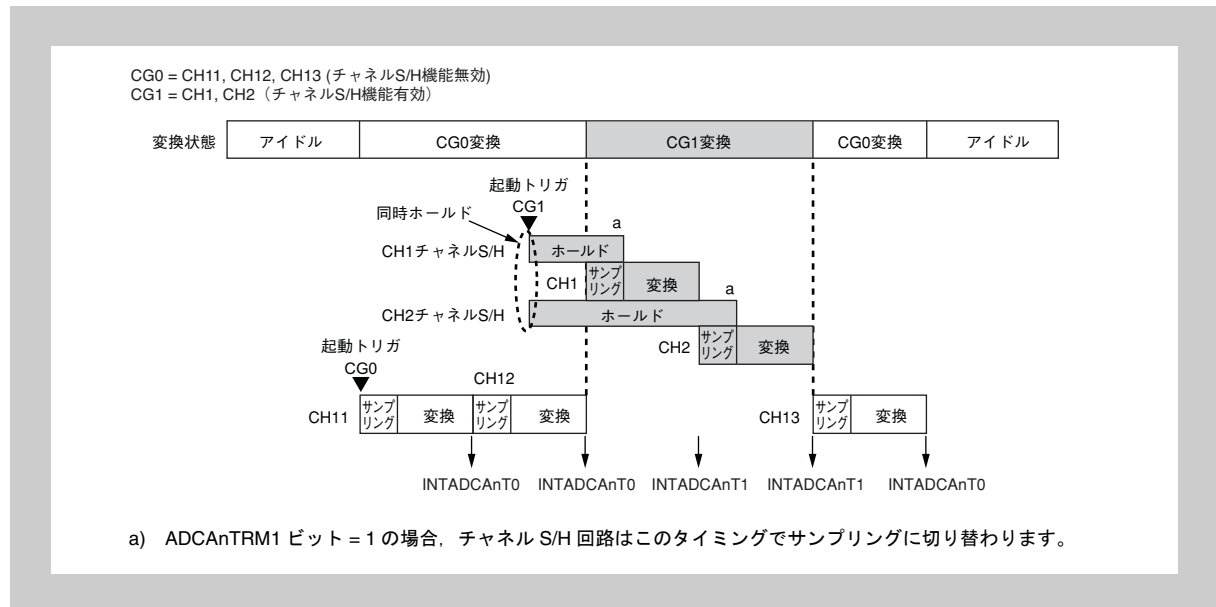 CG0 = CH11, CH12, CH13 (チャネルS/H機能無効)
CG1 = CH1, CH2（チャネルS/H機能有効）
変換状態 アイドル CG0変換 CG1変換 CG0変換 アイドル
起動トリガ
CG1
同時ホールド
a
CH1チャネルS/H ホールド
CH1 サンプリング 変換
a
CH2チャネルS/H ホールド
CH2 サンプリング 変換
起動トリガ
CG0
CH12
CH11 サンプリング 変換 サンプリング 変換
CH13 サンプリング 変換
INTADCAnT0 INTADCAnT0 INTADCAnT1 INTADCAnT1 INTADCAnT0
a) ADCAnTRM1 ビット = 1 の場合，チャネル S/H 回路はこのタイミングでサンプリングに切り替わります。